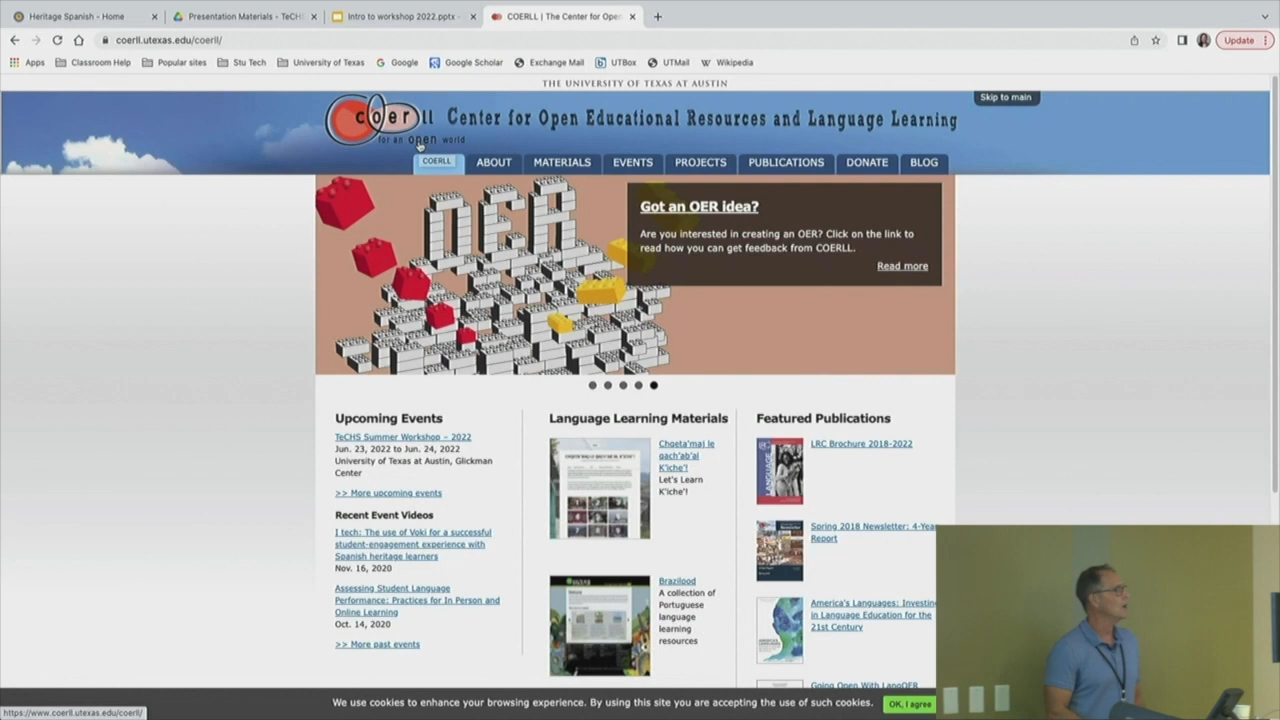 Heritage Spanish - Home
Presentation Materials - TeCHS
Intro to workshop 2022.pptx -
COERLL | The Center for Open
coerll.utexas.edu/coerll/
Update
Apps
Classroom Help
Popular sites
Stu Tech
University of Texas
Google
Google Scholar
Exchange Mail
UTBox
UTMail
Wikipedia
THE UNIVERSITY OF TEXAS AT AUSTIN
Skip to main
coerll Center for Open Educational Resources and Language Learning
for an open world
COERLL
ABOUT
MATERIALS
EVENTS
PROJECTS
PUBLICATIONS
DONATE
BLOG
OER
Got an OER idea?
Are you interested in creating an OER? Click on the link to
read how you can get feedback from COERLL.
Read more
Upcoming Events
TeCHS Summer Workshop – 2022
Jun. 23, 2022 to Jun. 24, 2022
University of Texas at Austin, Glickman
Center
>> More upcoming events
Recent Event Videos
I tech: The use of Voki for a successful
student-engagement experience with
Spanish heritage learners
Nov. 16, 2020
Assessing Student Language
Performance: Practices for In Person and
Online Learning
Oct. 14, 2020
>> More past events
Language Learning Materials
Chqeta'maj le
qach'ab'al
K'iche'!
Let's Learn
K'iche'!
Brazilpod
A collection of
Portuguese
language
learning
resources
Featured Publications
LRC Brochure 2018-2022
Spring 2018 Newsletter: 4-Year
Report
America's Languages: Investing
in Language Education for the
21st Century
Going Open With LangOER
We use cookies to enhance your browsing experience. By using this site you are accepting the use of such cookies.
OK, I agree
https://www.coerll.utexas.edu/coerll/